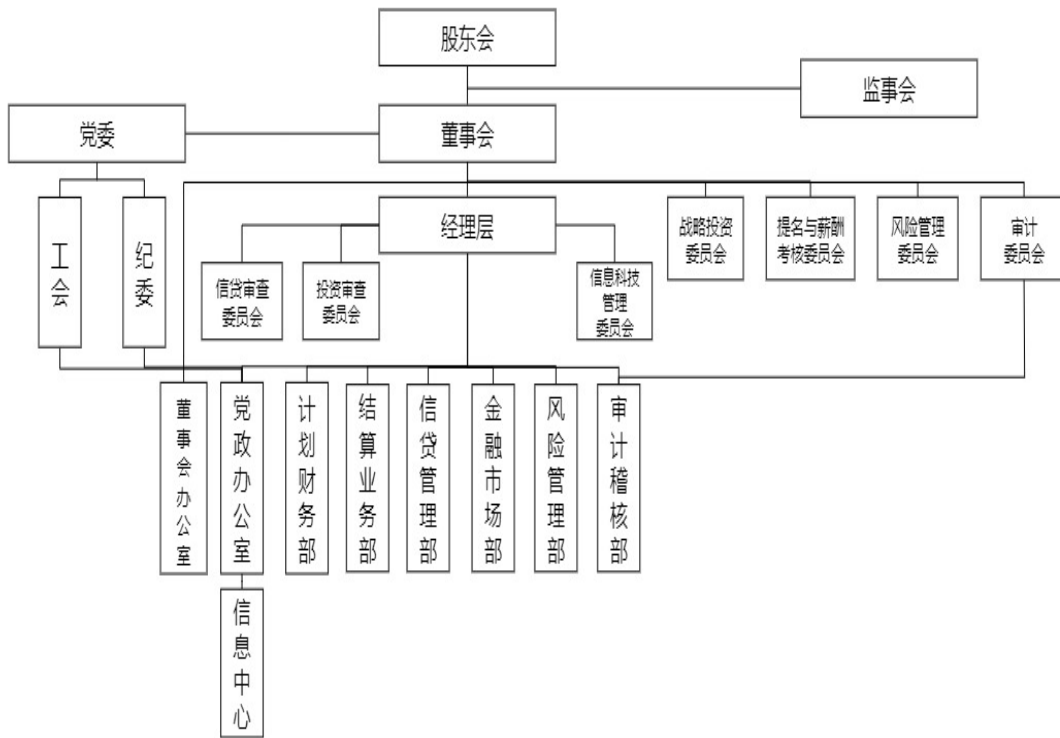 股东会
监事会
党委
董事会
工会
纪委
经理层
战略投资
委员会
提名与薪酬
考核委员会
风险管理
委员会
审计
委员会
信贷审查
委员会
投资审查
委员会
信息科技
管理
委员会
董事会办公室
党政办公室
计划财务部
结算业务部
信贷管理部
金融市场部
风险管理部
审计稽核部
信息中心